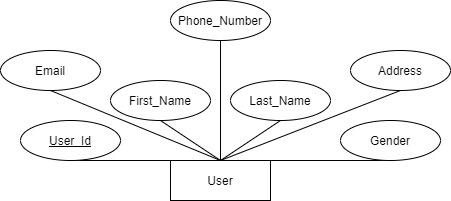 Phone_Number
Email
Address
First_Name
Last_Name
User_Id
Gender
User